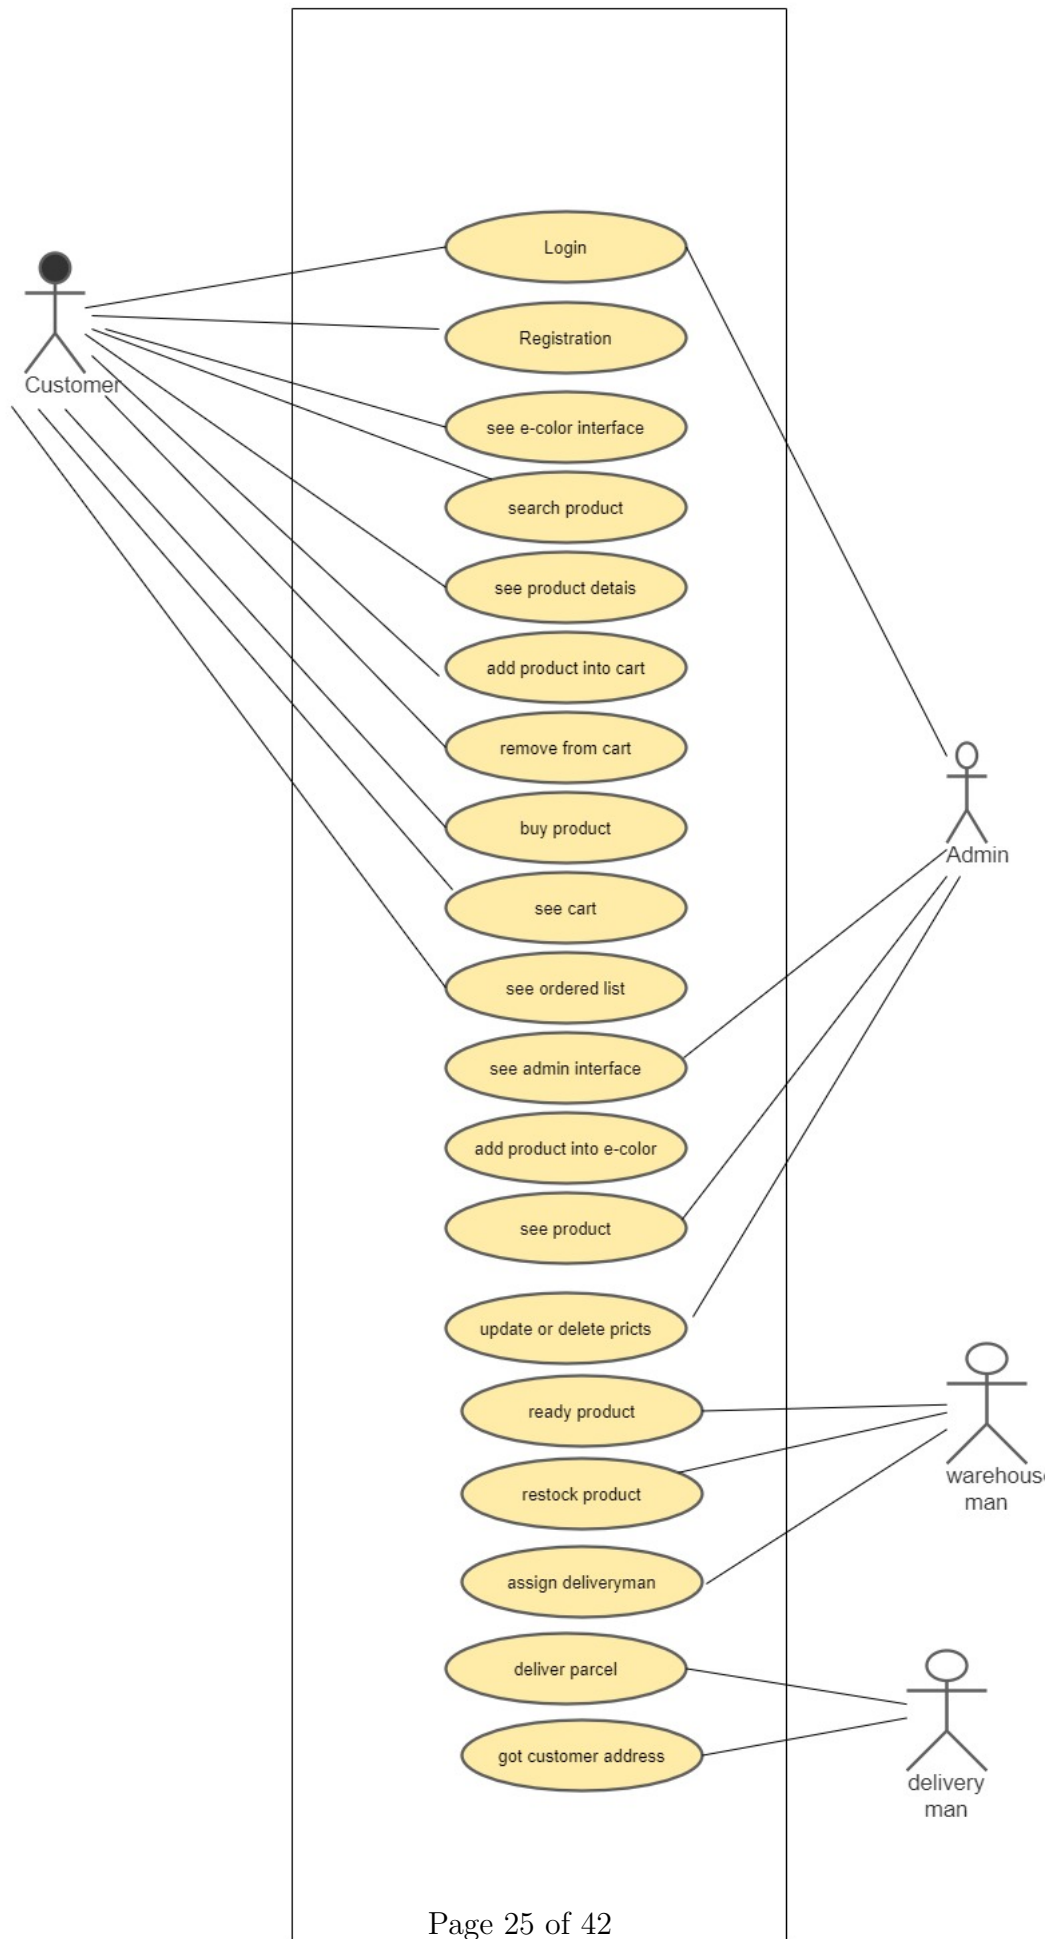 Login
Registration
Customer
see e-color interface
search product
see product detais
add product into cart
remove from cart
buy product
Admin
see cart
see ordered list
see admin interface
add product into e-color
see product
update or delete pricts
ready product
warehouse
man
restock product
assign deliveryman
deliver parcel
got customer address
delivery
man
Page 25 of 42